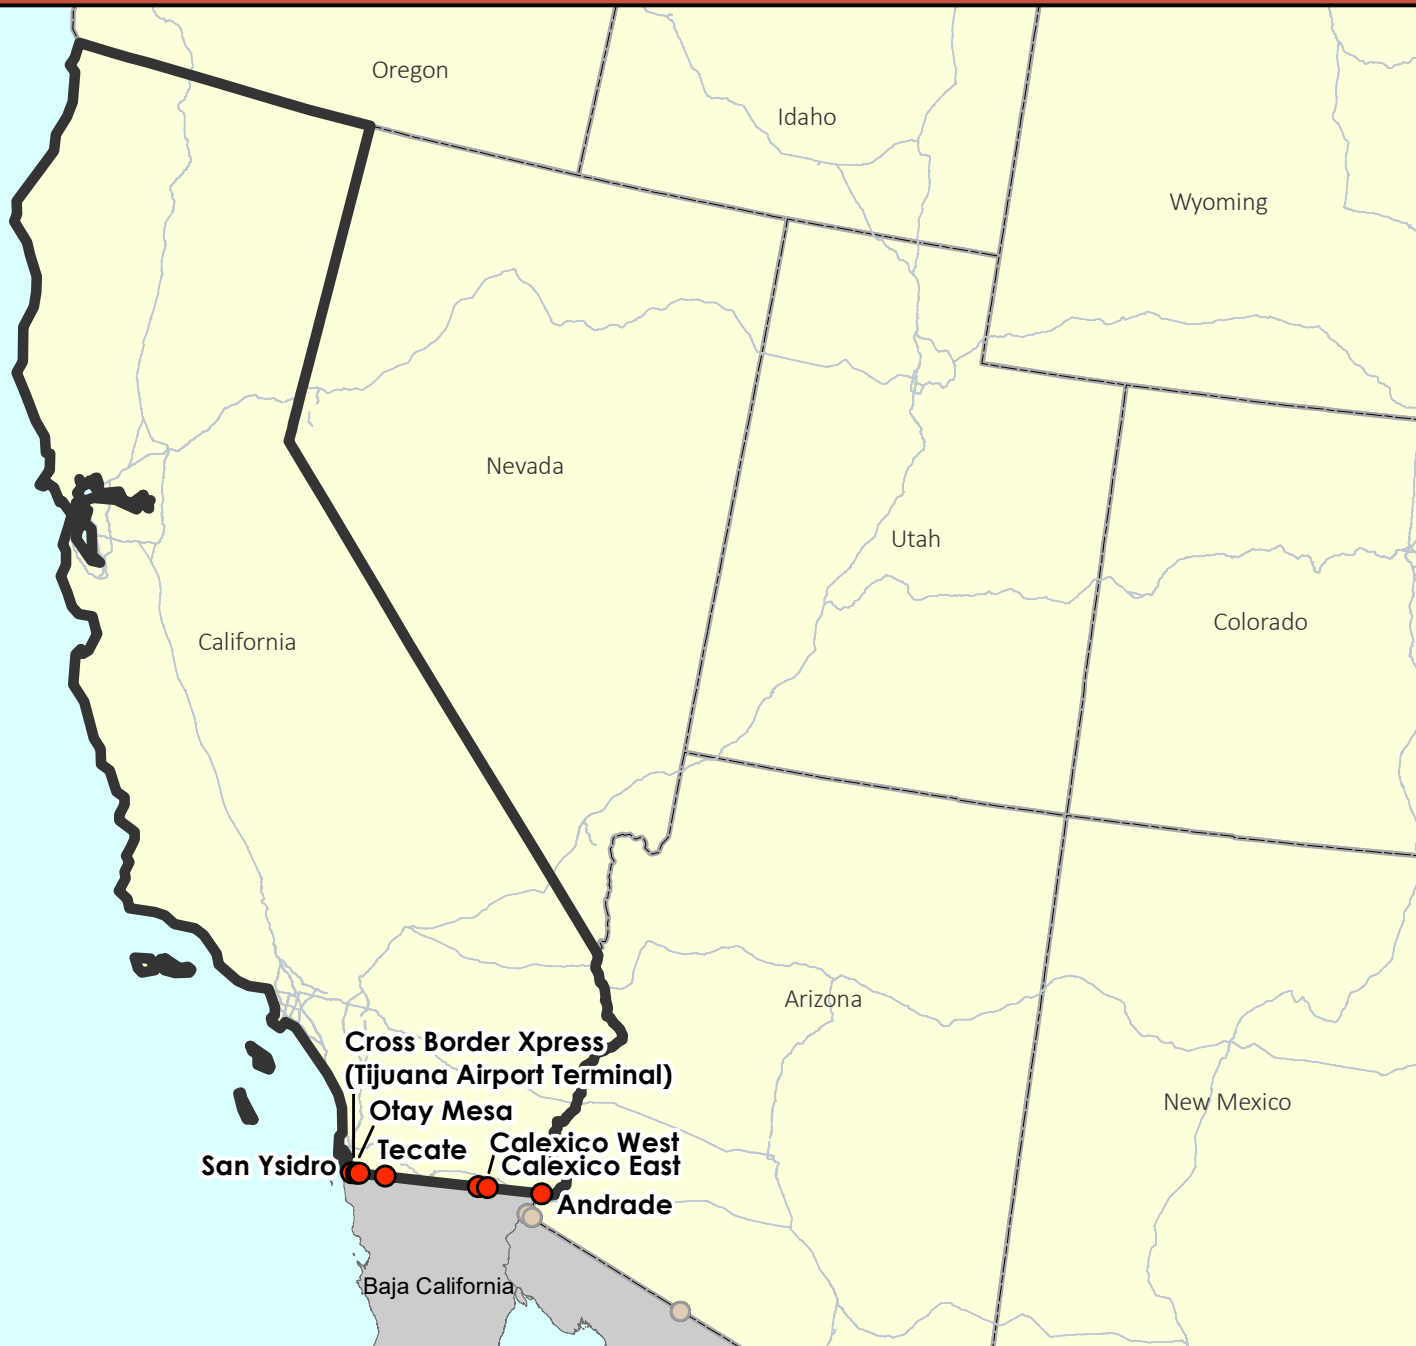 Oregon
Idaho
Wyoming
Nevada
Utah
Colorado
California
Arizona
New Mexico
Cross Border Xpress
(Tijuana Airport Terminal)
Otay Mesa
Tecate
Calexico West
San Ysidro
Calexico East
Andrade
Baja California